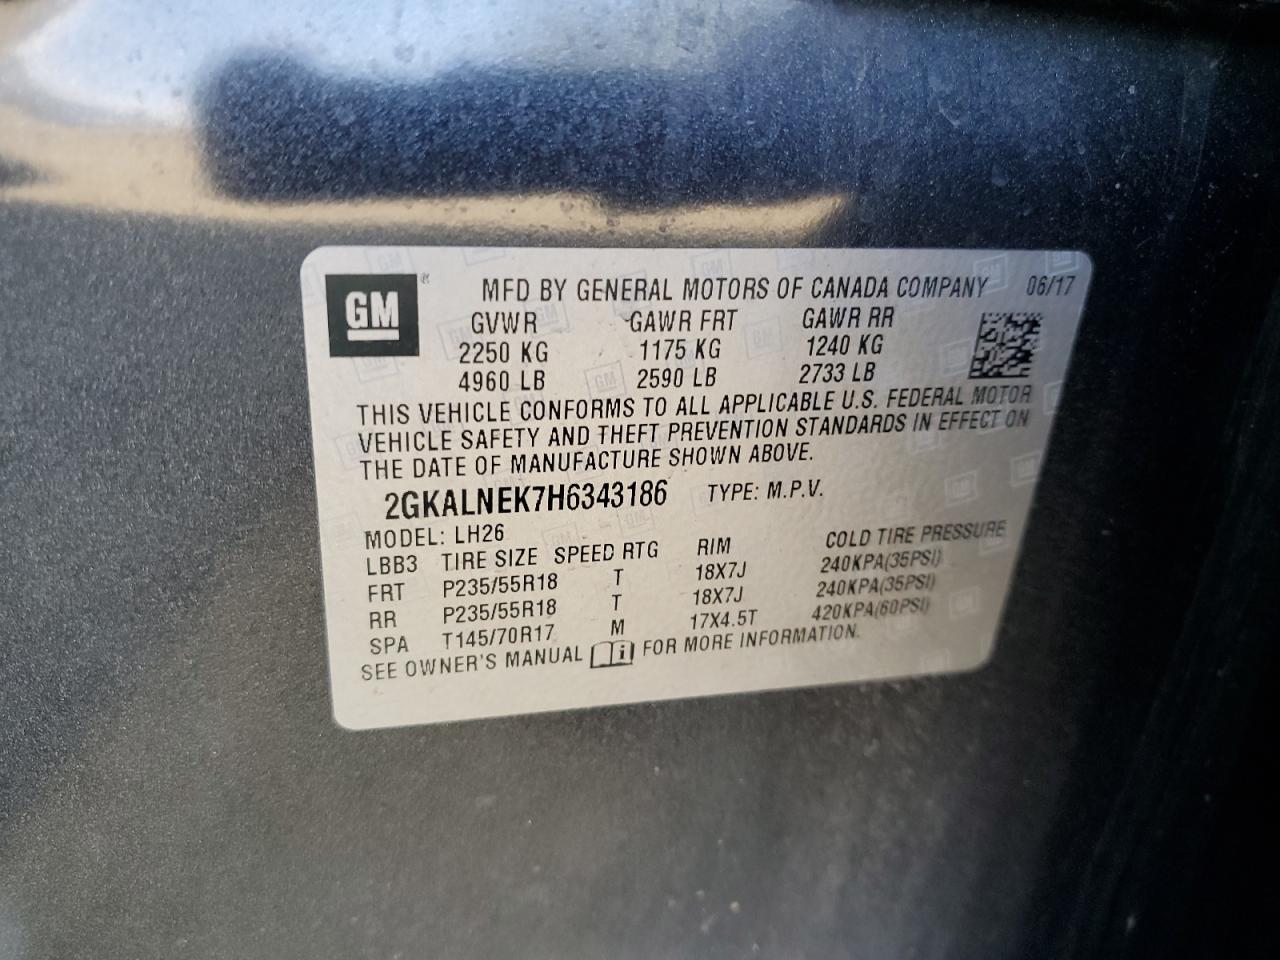 GM ® MFD BY GENERAL MOTORS OF CANADA COMPANY 06/17
GVWR GAWR FRT GAWR RR
2250 KG 1175 KG 1240 KG
4960 LB 2590 LB 2733 LB
THIS VEHICLE CONFORMS TO ALL APPLICABLE U.S. FEDERAL MOTOR
VEHICLE SAFETY AND THEFT PREVENTION STANDARDS IN EFFECT ON
THE DATE OF MANUFACTURE SHOWN ABOVE.
2GKALNEK7H6343186 TYPE: M.P.V.
MODEL: LH26
LBB3 TIRE SIZE SPEED RTG RIM COLD TIRE PRESSURE
FRT P235/55R18 T 18X7J 240KPA(35PSI)
RR P235/55R18 T 18X7J 240KPA(35PSI)
SPA T145/70R17 M 17X4.5T 420KPA(60PSI)
SEE OWNER'S MANUAL i FOR MORE INFORMATION.